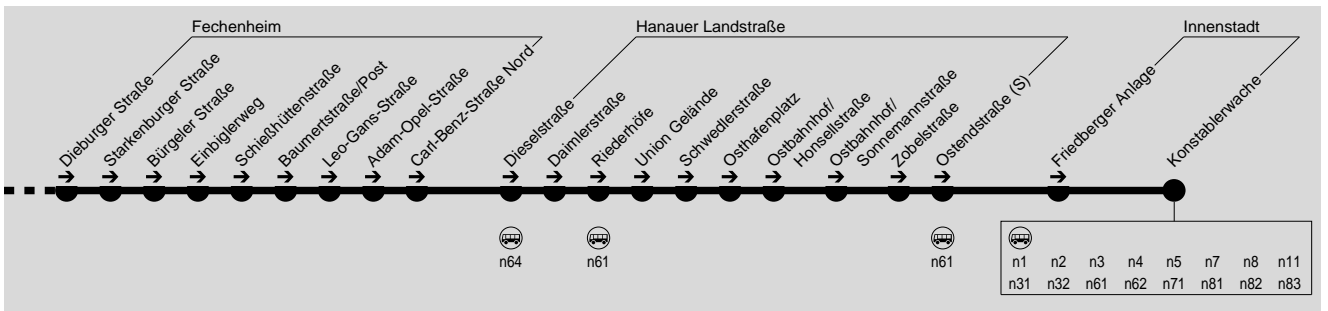 Fechenheim
Hanauer Landstraße
Innenstadt
Dieburger Straße
Starkenburger Straße
Bürgeler Straße
Einbiglerweg
Schießhüttenstraße
Baumertstraße/Post
Leo-Gans-Straße
Adam-Opel-Straße
Carl-Benz-Straße Nord
Dieselstraße
Daimlerstraße
Riederhöfe
Union Gelände
Schwedlerstraße
Osthafenplatz
Ostbahnhof/
Honsellstraße
Ostbahnhof/
Sonnemannstraße
Zobelstraße
Ostendstraße (S)
Friedberger Anlage
Konstablerwache
n64
n61
n61
n1 n2 n3 n4 n5 n7 n8 n11
n31 n32 n61 n62 n71 n81 n82 n83